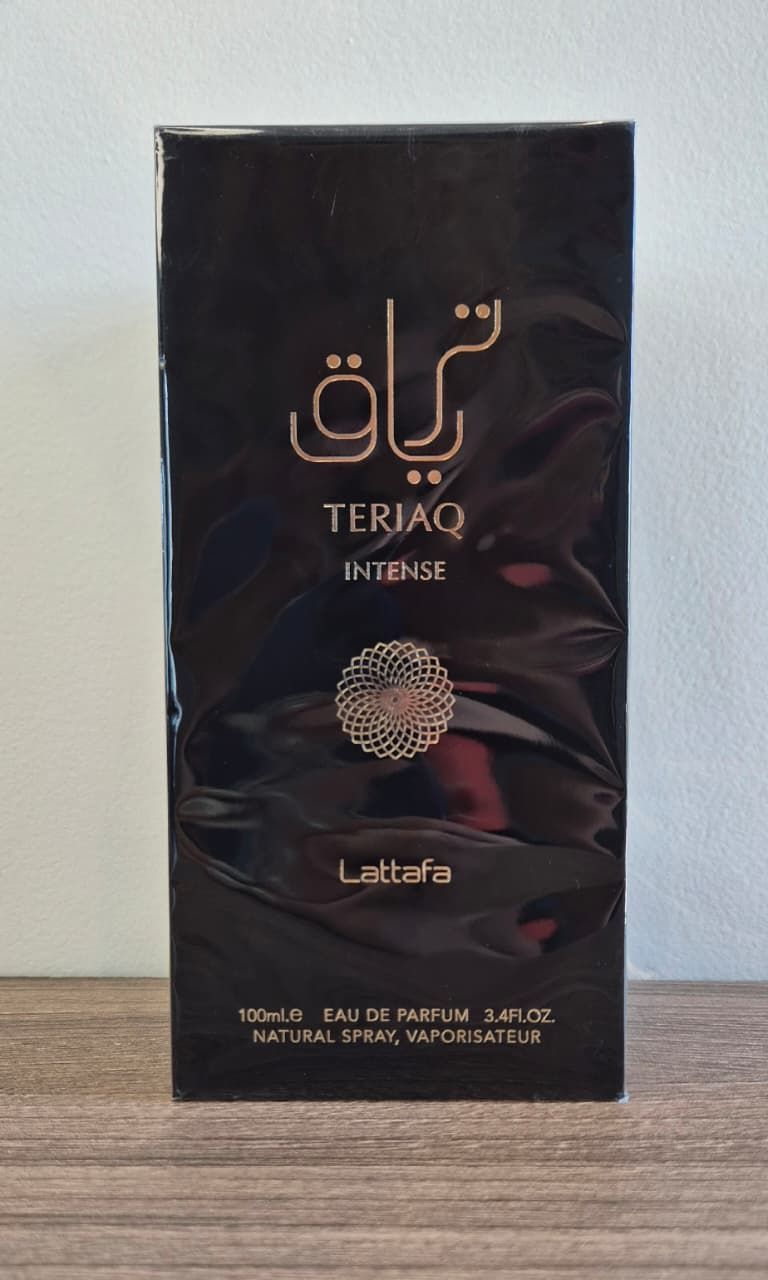 ترياق
TERIAQ
INTENSE
Lattafa
100ml.e EAU DE PARFUM 3.4Fl.OZ.
NATURAL SPRAY, VAPORISATEUR